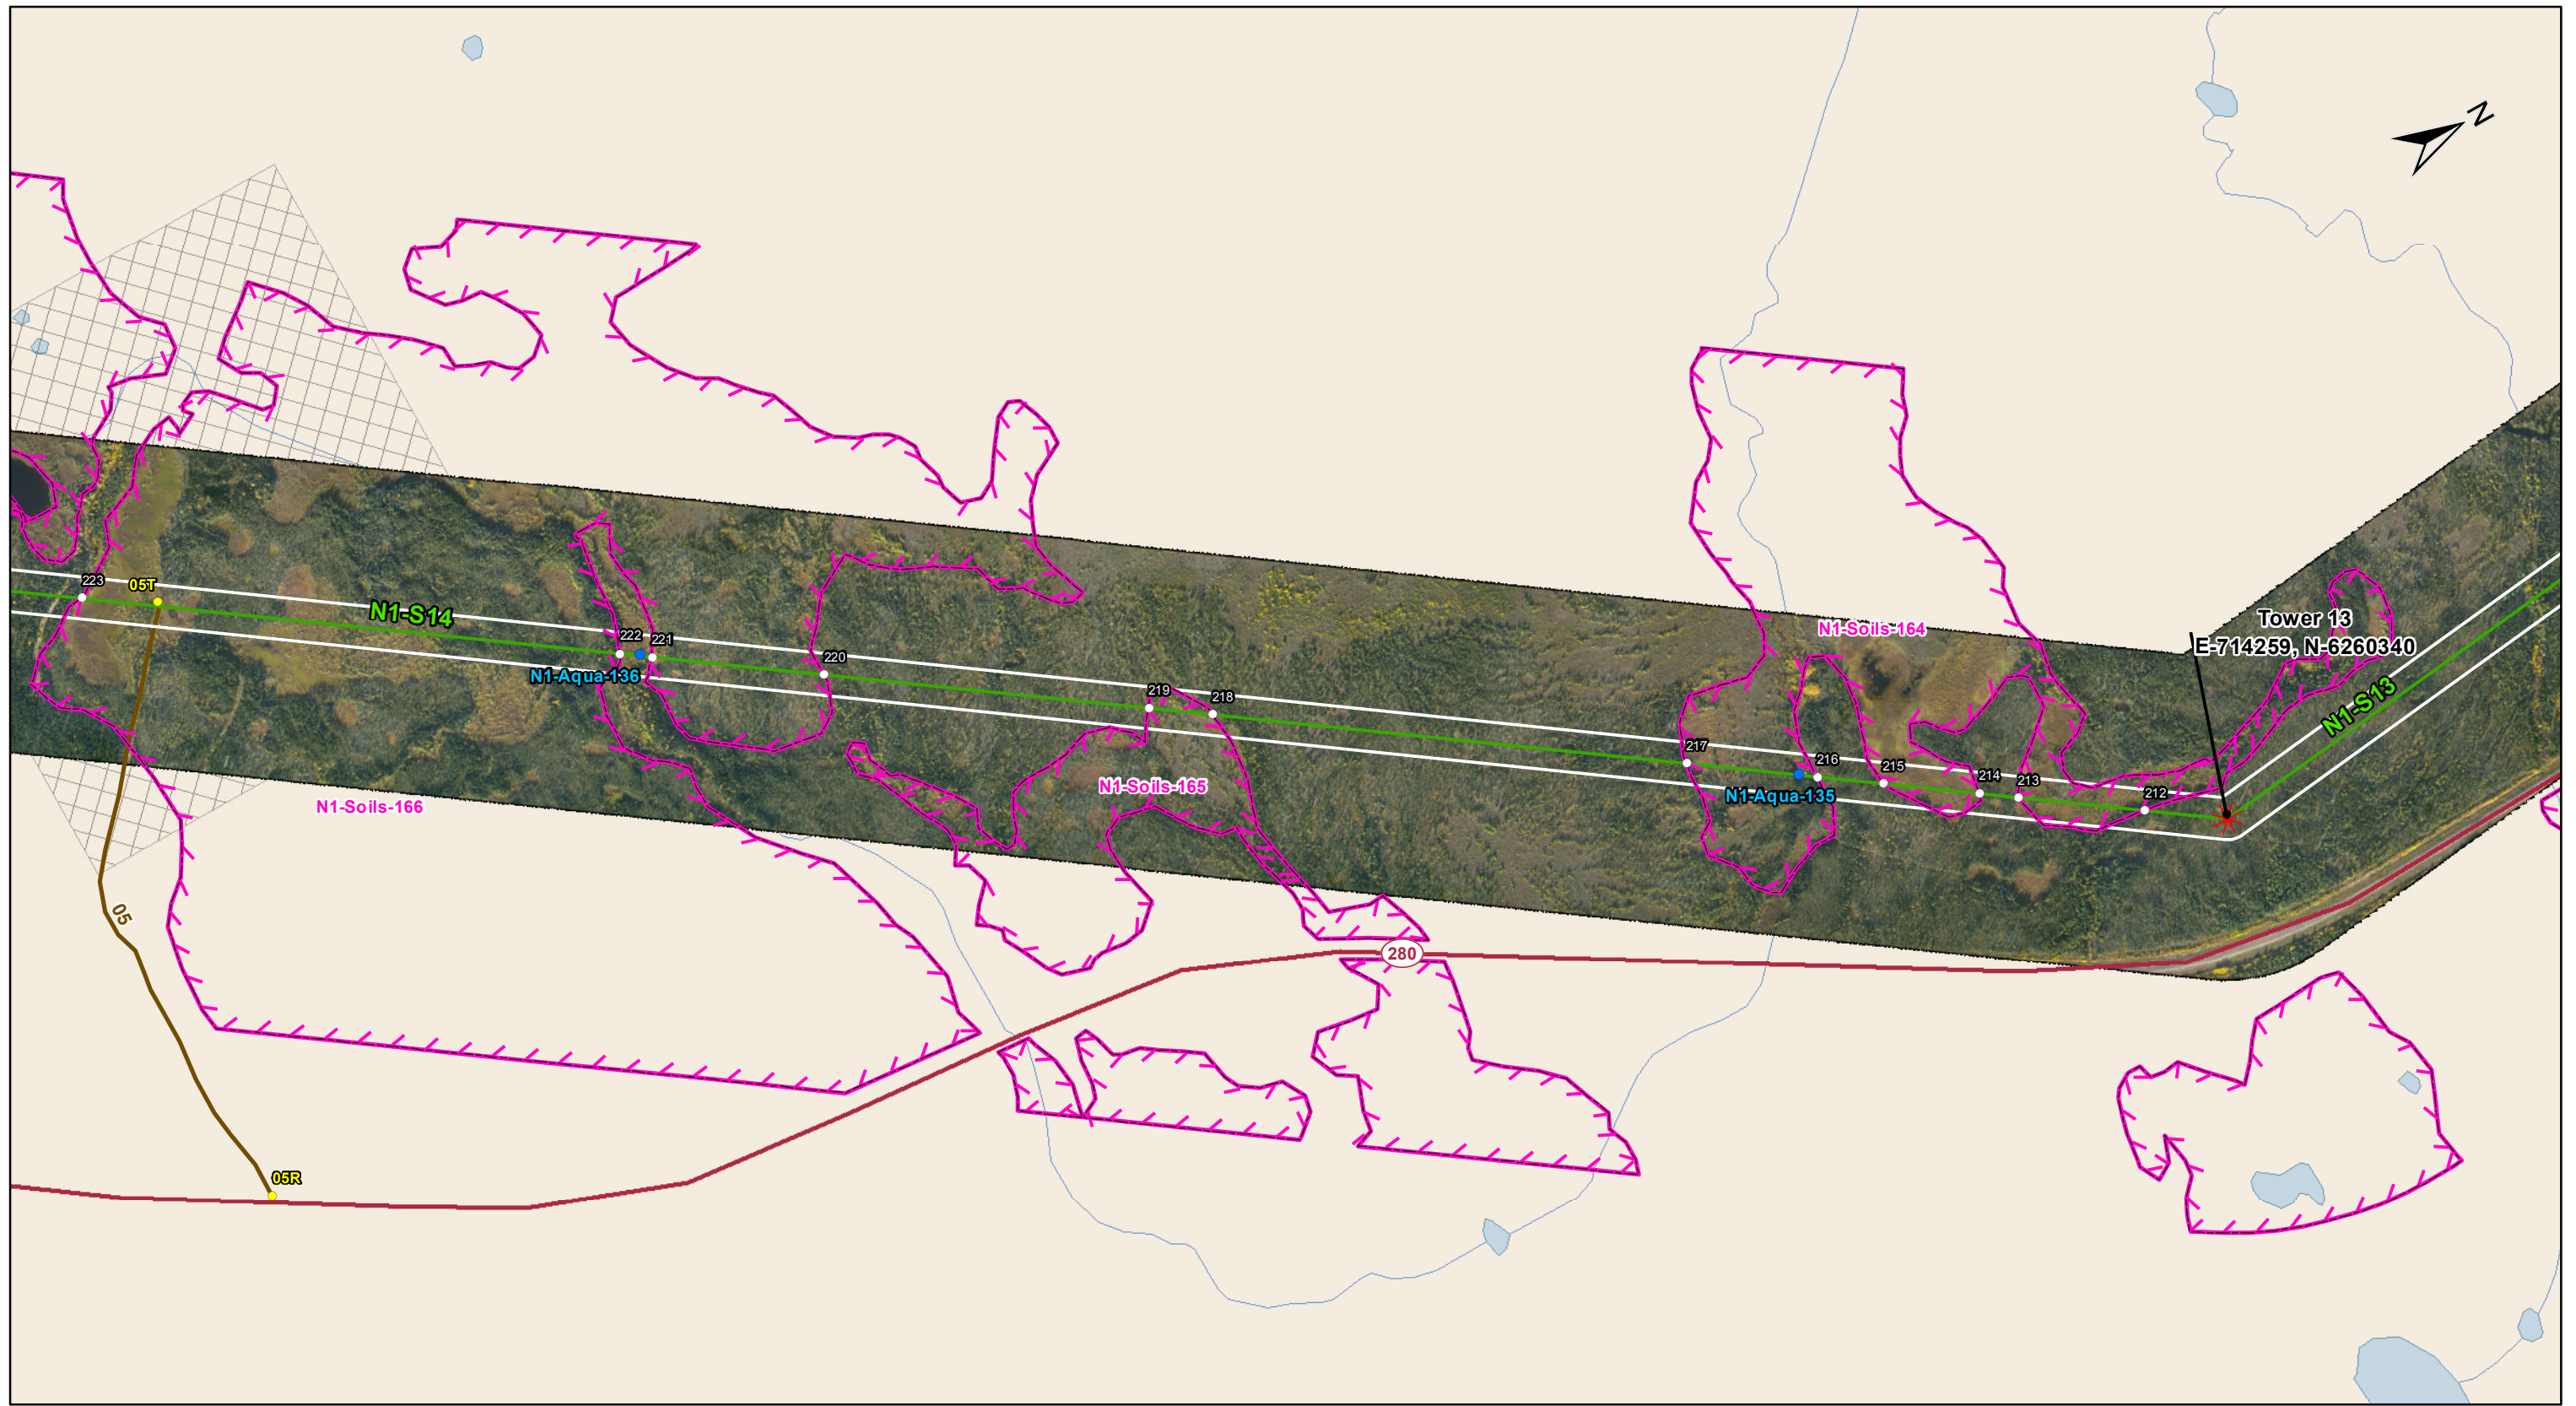 N
223
05T
N1-S14
222
221
N1-Aqua-136
220
219
218
N1-Soils-165
N1-Soils-166
N1-Soils-164
217
216
N1-Aqua-135
215
214
213
212
Tower 13
E-714259, N-6260340
N1-S13
05
280
05R